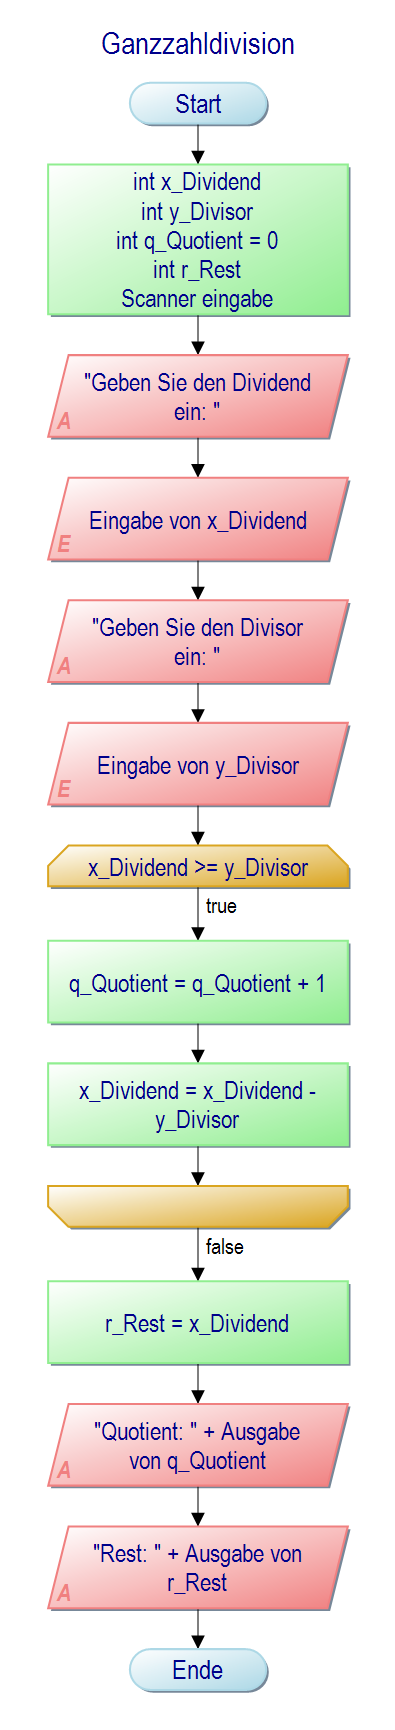 Ganzzahldivision
Start
int x_Dividend
int y_Divisor
int q_Quotient = 0
int r_Rest
Scanner eingabe
"Geben Sie den Dividend
ein: "
A
Eingabe von x_Dividend
E
"Geben Sie den Divisor
ein: "
A
Eingabe von y_Divisor
E
x_Dividend >= y_Divisor
true
q_Quotient = q_Quotient + 1
x_Dividend = x_Dividend -
y_Divisor
false
r_Rest = x_Dividend
"Quotient: " + Ausgabe
von q_Quotient
A
"Rest: " + Ausgabe von
r_Rest
A
Ende